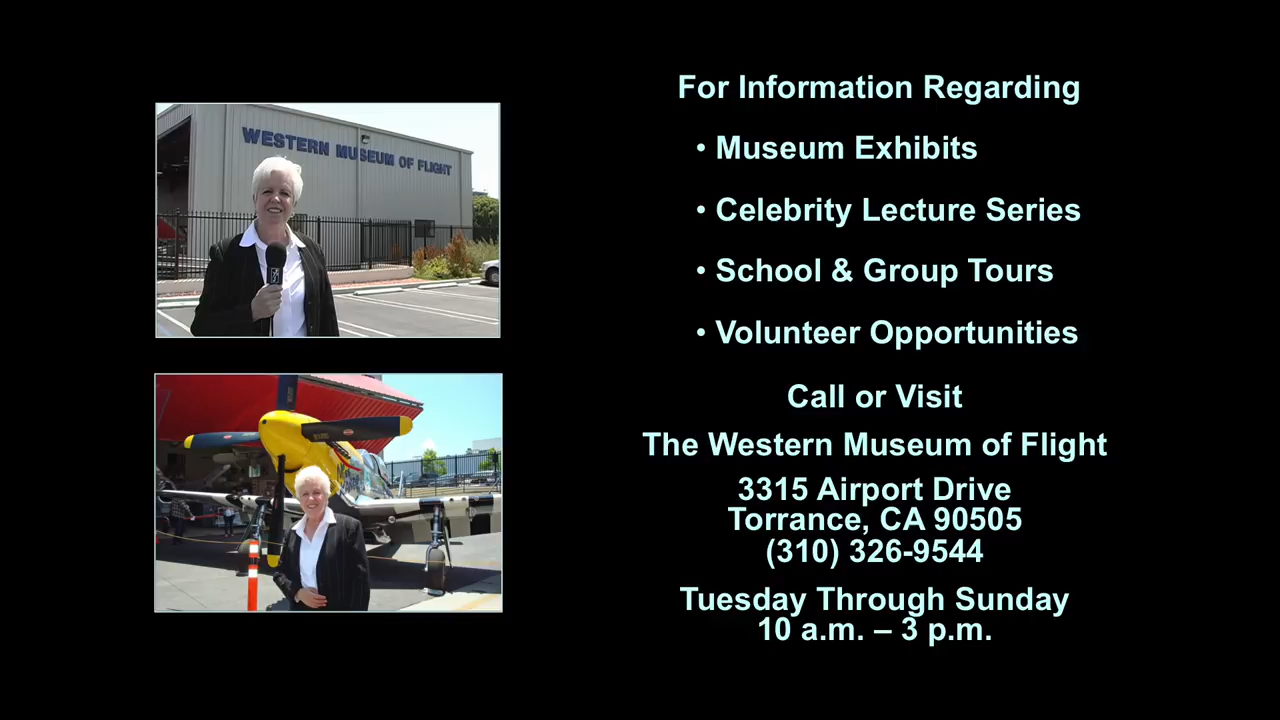 WESTERN MUSEUM OF FLIGHT
For Information Regarding
• Museum Exhibits
• Celebrity Lecture Series
• School & Group Tours
• Volunteer Opportunities
Call or Visit
The Western Museum of Flight
3315 Airport Drive
Torrance, CA 90505
(310) 326-9544
Tuesday Through Sunday
10 a.m. – 3 p.m.